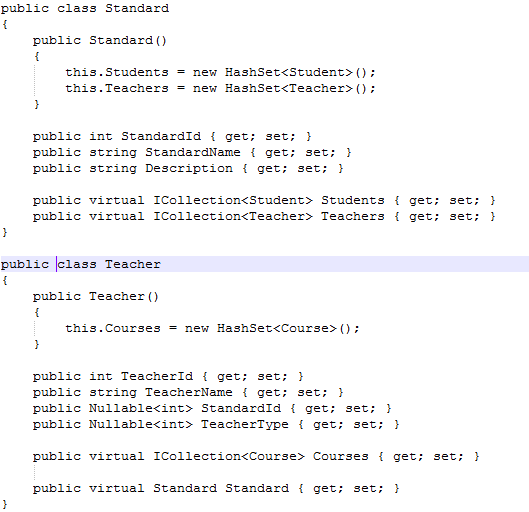 public class Standard
{
    public Standard()
    {
        this.Students = new HashSet<Student>();
        this.Teachers = new HashSet<Teacher>();
    }

    public int StandardId { get; set; }
    public string StandardName { get; set; }
    public string Description { get; set; }

    public virtual ICollection<Student> Students { get; set; }
    public virtual ICollection<Teacher> Teachers { get; set; }
}

public class Teacher
{
    public Teacher()
    {
        this.Courses = new HashSet<Course>();
    }

    public int TeacherId { get; set; }
    public string TeacherName { get; set; }
    public Nullable<int> StandardId { get; set; }
    public Nullable<int> TeacherType { get; set; }

    public virtual ICollection<Course> Courses { get; set; }

    public virtual Standard Standard { get; set; }
}